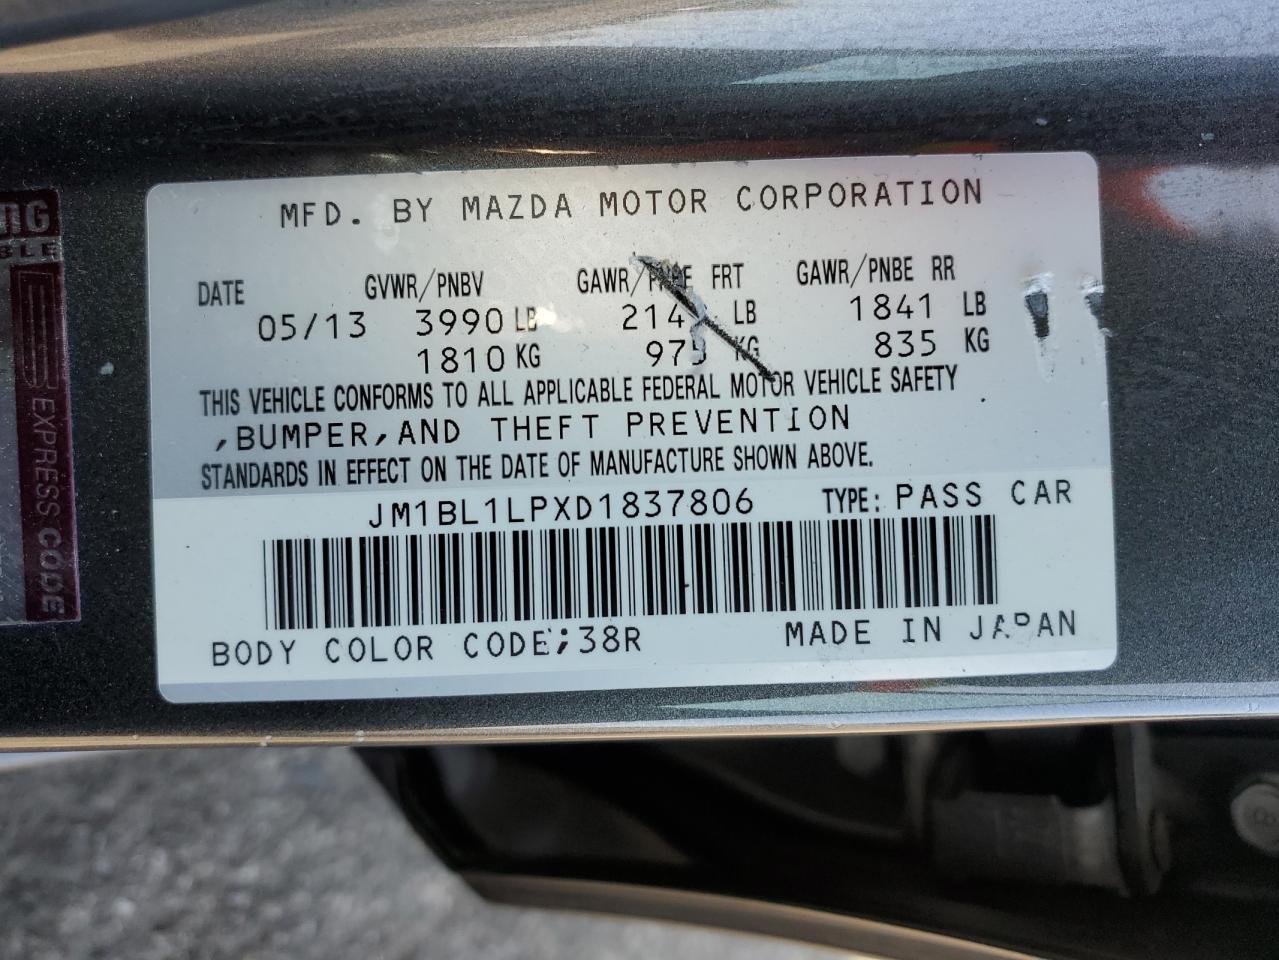 MFD. BY MAZDA MOTOR CORPORATION
DATE GVWR/PNBV GAWR/PNBE FRT GAWR/PNBE RR
05/13 3990 LB LB 1841 LB
1810 KG 975 KG 835 KG
THIS VEHICLE CONFORMS TO ALL APPLICABLE FEDERAL MOTOR VEHICLE SAFETY
,BUMPER,AND THEFT PREVENTION
STANDARDS IN EFFECT ON THE DATE OF MANUFACTURE SHOWN ABOVE.
JM1BL1LPXD1837806 TYPE: PASS CAR
BODY COLOR CODE;38R MADE IN JAPAN
EXPRESS CODE